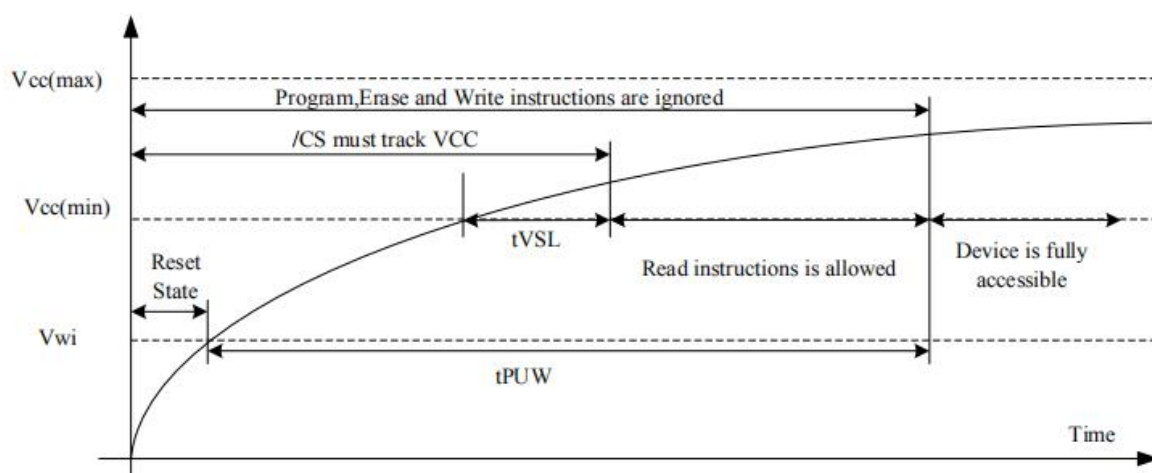 Vcc(max)
Program,Erase and Write instructions are ignored
/CS must track VCC
Vcc(min)
tVSL
Reset
State
Read instructions is allowed
Device is fully
accessible
Vwi
tPUW
Time